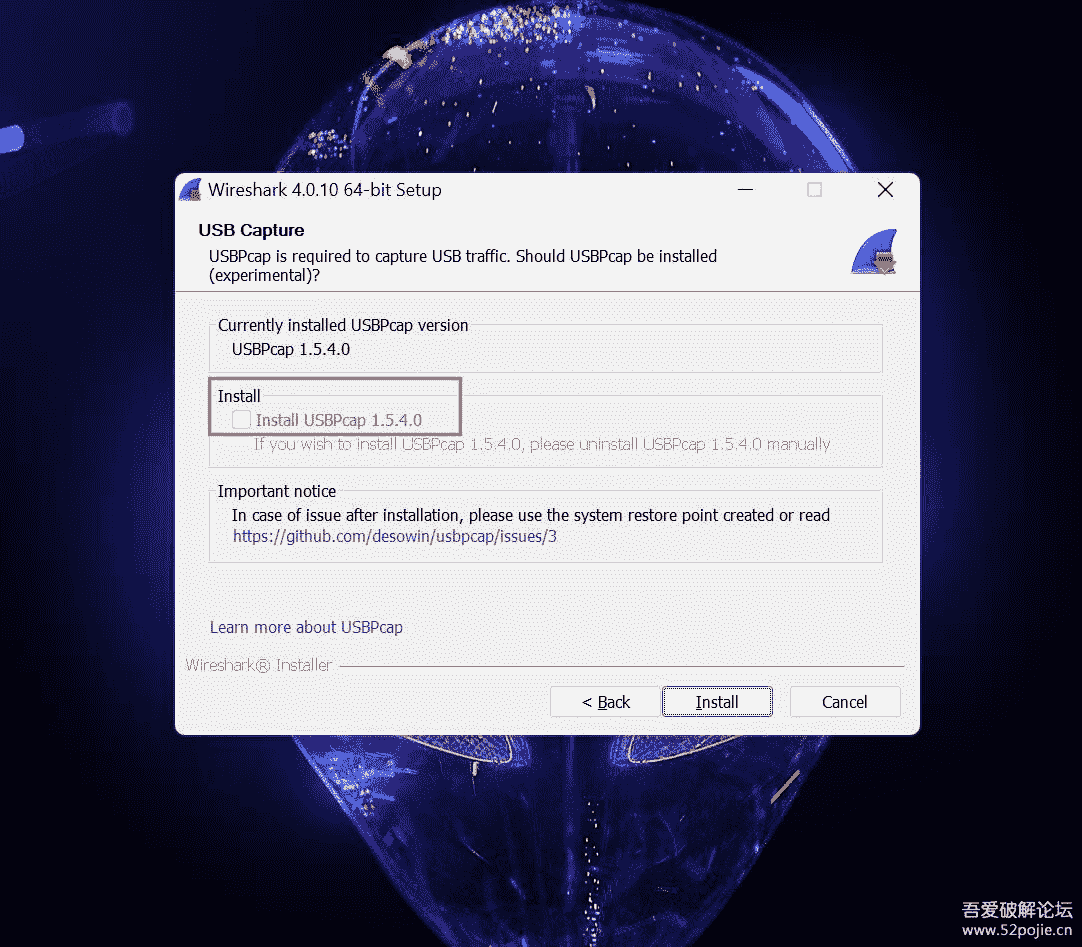 Wireshark 4.0.10 64-bit Setup
USB Capture
USBPcap is required to capture USB traffic. Should USBPcap be installed
(experimental)?
Currently installed USBPcap version
USBPcap 1.5.4.0
Install
Install USBPcap 1.5.4.0
If you wish to install USBPcap 1.5.4.0, please uninstall USBPcap 1.5.4.0 manually
Important notice
In case of issue after installation, please use the system restore point created or read
https://github.com/desowin/usbpcap/issues/3
Learn more about USBPcap
Wireshark® Installer
< Back
Install
Cancel
吾爱破解论坛
www.52pojie.cn